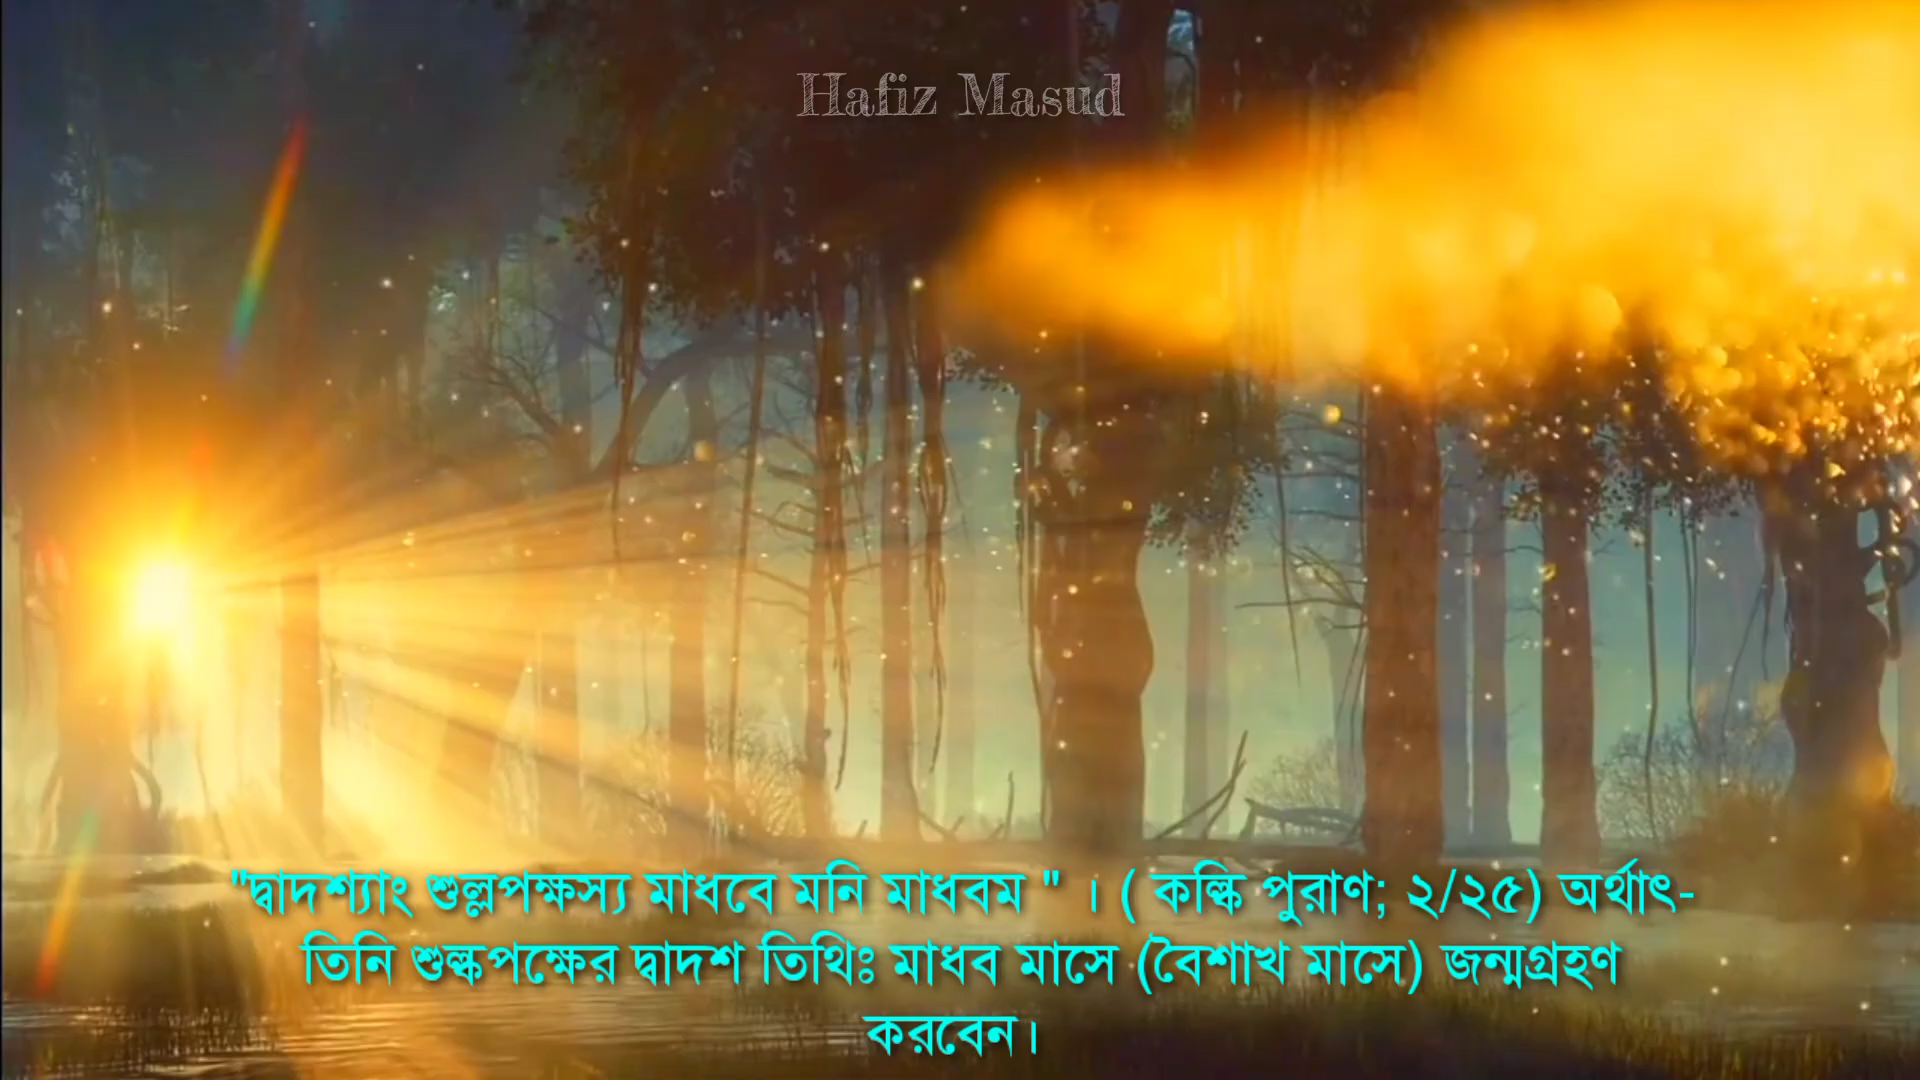 Hafiz Masud
"দ্বাদশ্যাং শুল্লপক্ষস্য মাধবে মনি মাধবম " । ( কল্কি পুরাণ; ২/২৫) অর্থাৎ-
তিনি শুল্কপক্ষের দ্বাদশ তিথিঃ মাধব মাসে (বৈশাখ মাসে) জন্মগ্রহণ
করবেন।